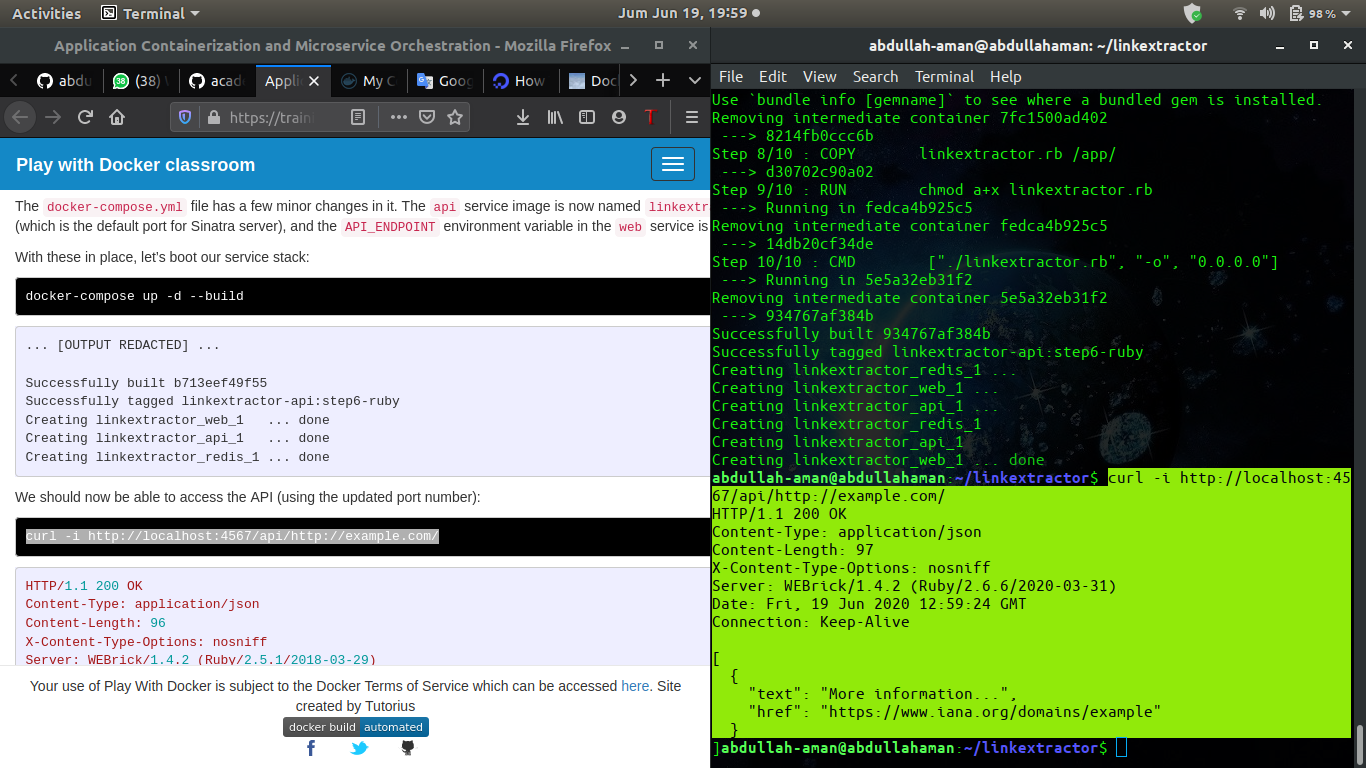 Activities Terminal Jum Jun 19, 19:59 98 %
Application Containerization and Microservice Orchestration - Mozilla Firefox
abdu (38) acad Appli My C Goog How Doc
https://train
Play with Docker classroom
The docker-compose.yml file has a few minor changes in it. The api service image is now named linkextr
(which is the default port for Sinatra server), and the API_ENDPOINT environment variable in the web service is
With these in place, let's boot our service stack:
docker-compose up -d --build
... [OUTPUT REDACTED] ...
Successfully built b713eef49f55
Successfully tagged linkextractor-api:step6-ruby
Creating linkextractor_web_1   ... done
Creating linkextractor_api_1   ... done
Creating linkextractor_redis_1 ... done
We should now be able to access the API (using the updated port number):
curl -i http://localhost:4567/api/http://example.com/
HTTP/1.1 200 OK
Content-Type: application/json
Content-Length: 96
X-Content-Type-Options: nosniff
Server: WEBrick/1.4.2 (Ruby/2.5.1/2018-03-29)
Your use of Play With Docker is subject to the Docker Terms of Service which can be accessed here. Site
created by Tutorius
docker build automated
abdullah-aman@abdullahaman: ~/linkextractor
File Edit View Search Terminal Help
Use `bundle info [gemname]` to see where a bundled gem is installed.
Removing intermediate container 7fc1500ad402
 ---> 8214fb0ccc6b
Step 8/10 : COPY       linkextractor.rb /app/
 ---> d30702c90a02
Step 9/10 : RUN        chmod a+x linkextractor.rb
 ---> Running in fedca4b925c5
Removing intermediate container fedca4b925c5
 ---> 14db20cf34de
Step 10/10 : CMD        ["./linkextractor.rb", "-o", "0.0.0.0"]
 ---> Running in 5e5a32eb31f2
Removing intermediate container 5e5a32eb31f2
 ---> 934767af384b
Successfully built 934767af384b
Successfully tagged linkextractor-api:step6-ruby
Creating linkextractor_redis_1 ...
Creating linkextractor_web_1 ...
Creating linkextractor_api_1 ...
Creating linkextractor_redis_1
Creating linkextractor_api_1
Creating linkextractor_web_1 ... done
abdullah-aman@abdullahaman:~/linkextractor$ curl -i http://localhost:45
67/api/http://example.com/
HTTP/1.1 200 OK
Content-Type: application/json
Content-Length: 97
X-Content-Type-Options: nosniff
Server: WEBrick/1.4.2 (Ruby/2.6.6/2020-03-31)
Date: Fri, 19 Jun 2020 12:59:24 GMT
Connection: Keep-Alive
[
  {
    "text": "More information...",
    "href": "https://www.iana.org/domains/example"
  }
]abdullah-aman@abdullahaman:~/linkextractor$